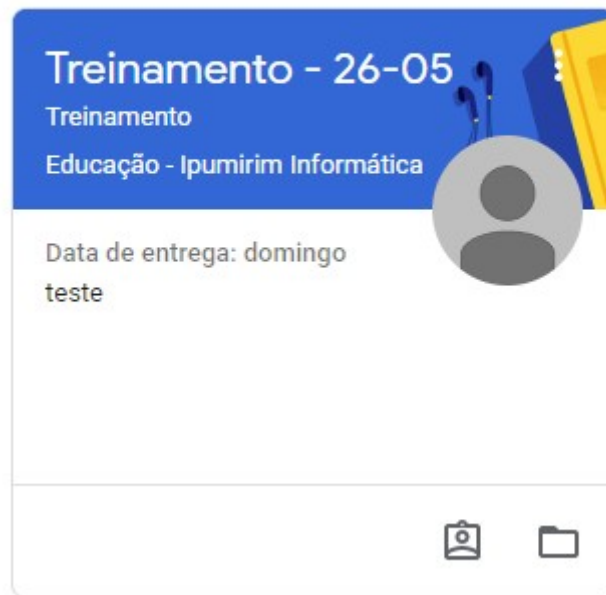 Treinamento - 26-05
Treinamento
Educação - Ipumirim Informática
Data de entrega: domingo
teste